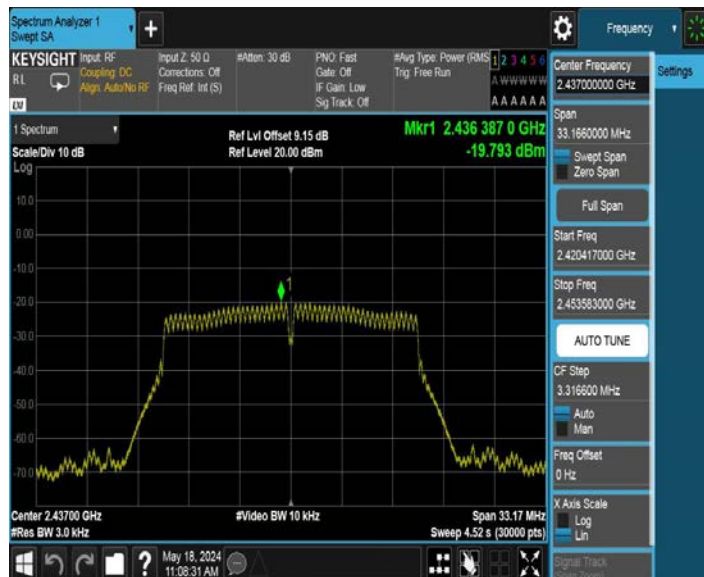 Spectrum Analyzer 1
Swept SA
+
Frequency
KEYSIGHT
RL
Input: RF
Coupling: DC
Align: Auto/No RF
Input Z: 50 Ω
Corrections: Off
Freq Ref: Int (S)
#Atten: 30 dB
PNO: Fast
Gate: Off
IF Gain: Low
Sig Track: Off
#Avg Type: Power (RMS
Trig: Free Run
1 2 3 4 5 6
A W W W W W
A A A A A A
1 Spectrum
Scale/Div 10 dB
Log
Ref Lvl Offset 9.15 dB
Ref Level 20.00 dBm
Mkr1 2.436 387 0 GHz
-19.793 dBm
10.0
0.00
-10.0
-20.0
-30.0
-40.0
-50.0
-60.0
-70.0
1
Center 2.43700 GHz
#Res BW 3.0 kHz
#Video BW 10 kHz
Span 33.17 MHz
Sweep 4.52 s (30000 pts)
Center Frequency
2.437000000 GHz
Settings
Span
33.1660000 MHz
Swept Span
Zero Span
Full Span
Start Freq
2.420417000 GHz
Stop Freq
2.453583000 GHz
AUTO TUNE
CF Step
3.316600 MHz
Auto
Man
Freq Offset
0 Hz
X Axis Scale
Log
Lin
Signal Track
?
May 18, 2024
11:08:31 AM